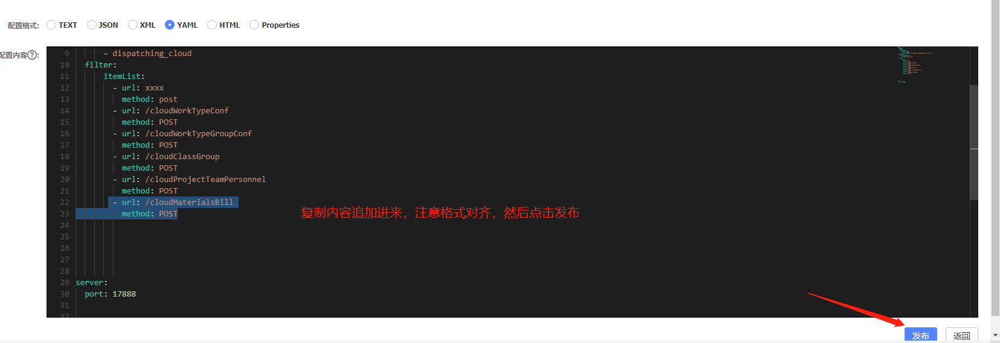 配置格式: TEXT JSON XML YAML HTML Properties
配置内容?:
9 - dispatching_cloud
10 filter:
11 itemList:
12 - url: xxxx
13 method: post
14 - url: /cloudWorkTypeConf
15 method: POST
16 - url: /cloudWorkTypeGroupConf
17 method: POST
18 - url: /cloudClassGroup
19 method: POST
20 - url: /cloudProjectTeamPersonnel
21 method: POST
22 - url: /cloudMaterialsBill
23 method: POST
复制内容追加进来，注意格式对齐，然后点击发布
24
25
26
27
28
29 server:
30 port: 17888
31
32
发布 返回